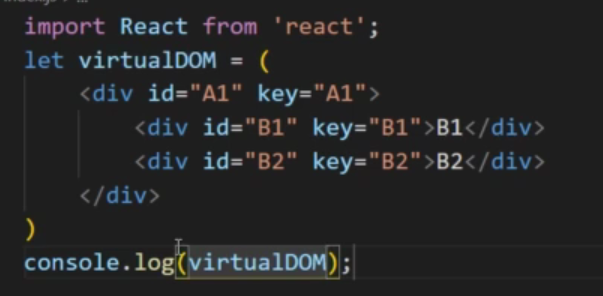 import React from 'react';
let virtualDOM = (
    <div id="A1" key="A1">
        <div id="B1" key="B1">B1</div>
        <div id="B2" key="B2">B2</div>
    </div>
)
console.log(virtualDOM);